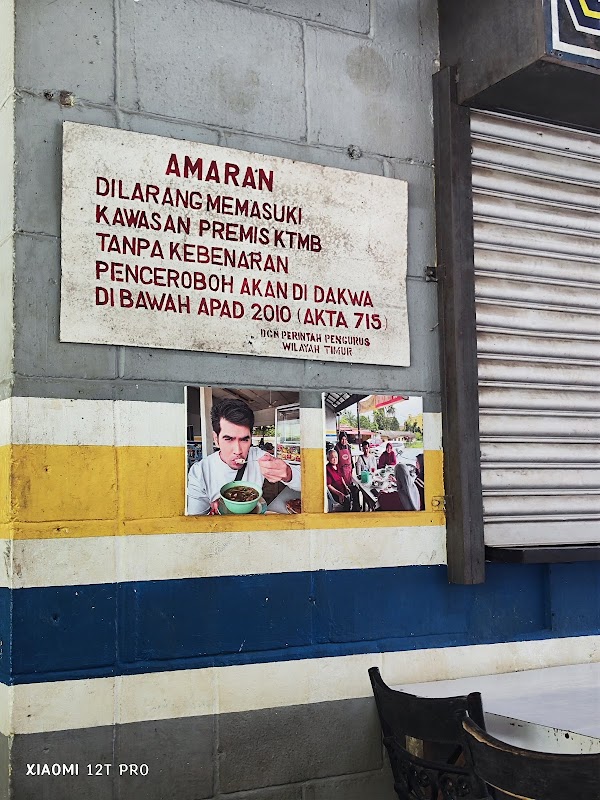 AMARAN
DILARANG MEMASUKI
KAWASAN PREMIS KTMB
TANPA KEBENARAN
PENCEROBOH AKAN DI DAKWA
DI BAWAH APAD 2010 (AKTA 715)
DGN PERINTAH PENGURUS
WILAYAH TIMUR
XIAOMI 12T PRO